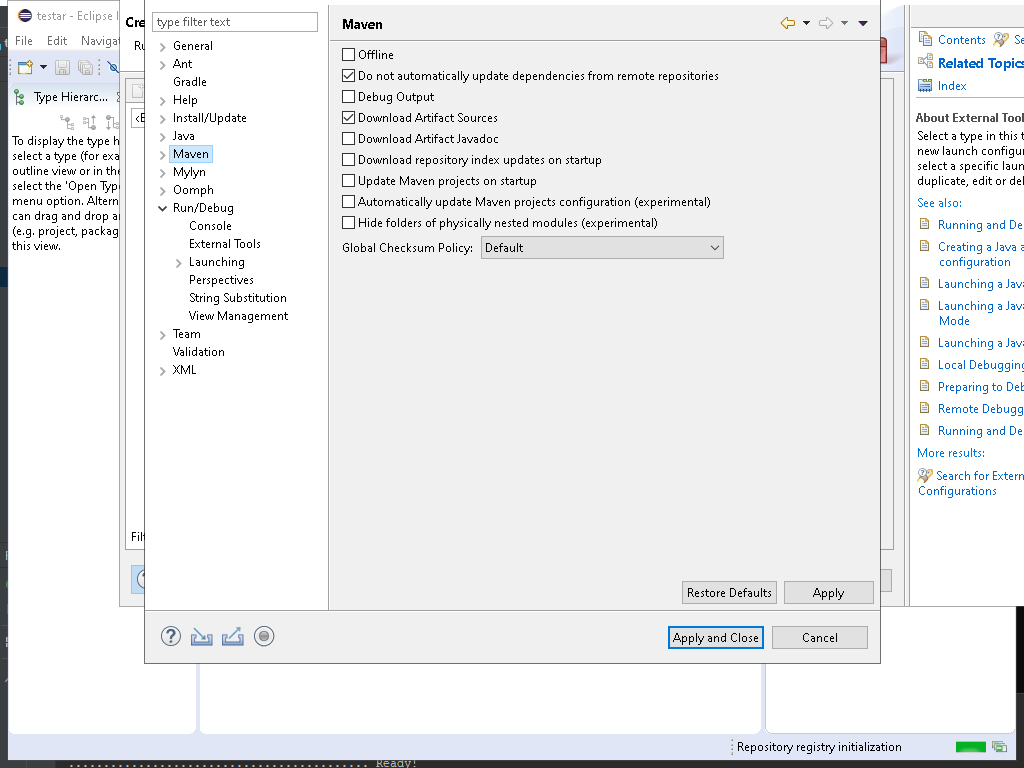 testar - Eclipse I
File Edit Navigat
Type Hierarc...
To display the type h
select a type (for exa
outline view or in the
select the 'Open Type
menu option. Altern
can drag and drop a
(e.g. project, packag
this view.
Cre
Ru
Filt
type filter text
General
Ant
Gradle
Help
Install/Update
Java
Maven
Mylyn
Oomph
Run/Debug
Console
External Tools
Launching
Perspectives
String Substitution
View Management
Team
Validation
XML
Maven
Offline
Do not automatically update dependencies from remote repositories
Debug Output
Download Artifact Sources
Download Artifact Javadoc
Download repository index updates on startup
Update Maven projects on startup
Automatically update Maven projects configuration (experimental)
Hide folders of physically nested modules (experimental)
Global Checksum Policy: Default
Restore Defaults Apply
Apply and Close Cancel
Contents Se
Related Topics
Index
About External Tool
Select a type in this t
new launch configur
select a specific laun
duplicate, edit or del
See also:
Running and De
Creating a Java a
configuration
Launching a Java
Launching a Java
Mode
Launching a Java
Local Debugging
Preparing to Deb
Remote Debugg
Running and De
More results:
Search for Extern
Configurations
Repository registry initialization
Ready!